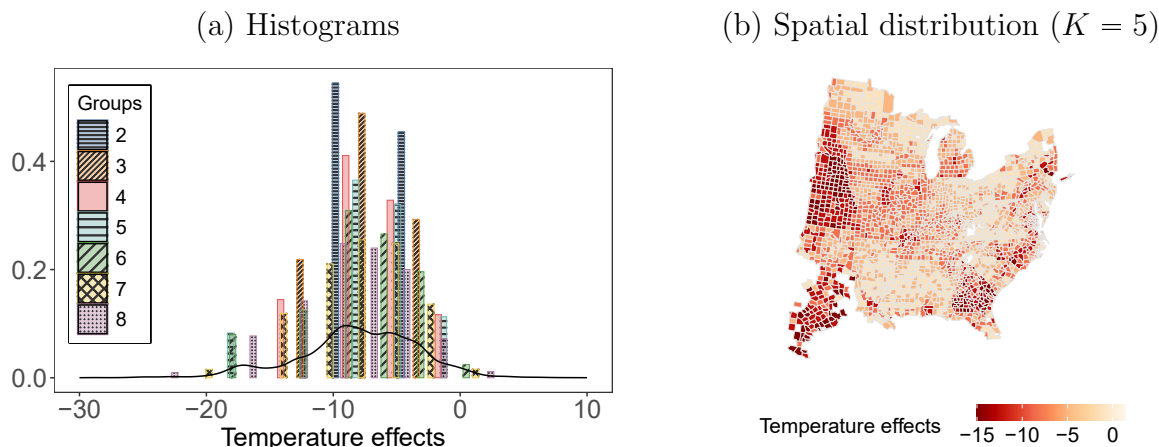 (a) Histograms
(b) Spatial distribution (K = 5)
Groups
2
3
4
5
6
7
8
0.4
0.2
0.0
−30 −20 −10 0 10
Temperature effects
Temperature effects
−15 −10 −5 0